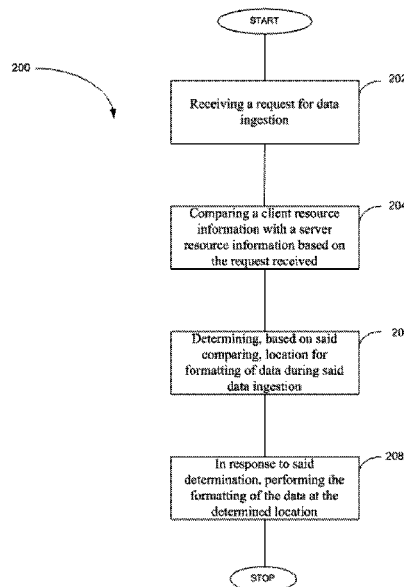 START
200
202
Receiving a request for data
ingestion
204
Comparing a client resource
information with a server
resource information based on
the request received
20
Determining, based on said
comparing, location for
formatting of data during said
data ingestion
208
In response to said
determination, performing the
formatting of the data at the
determined location
STOP